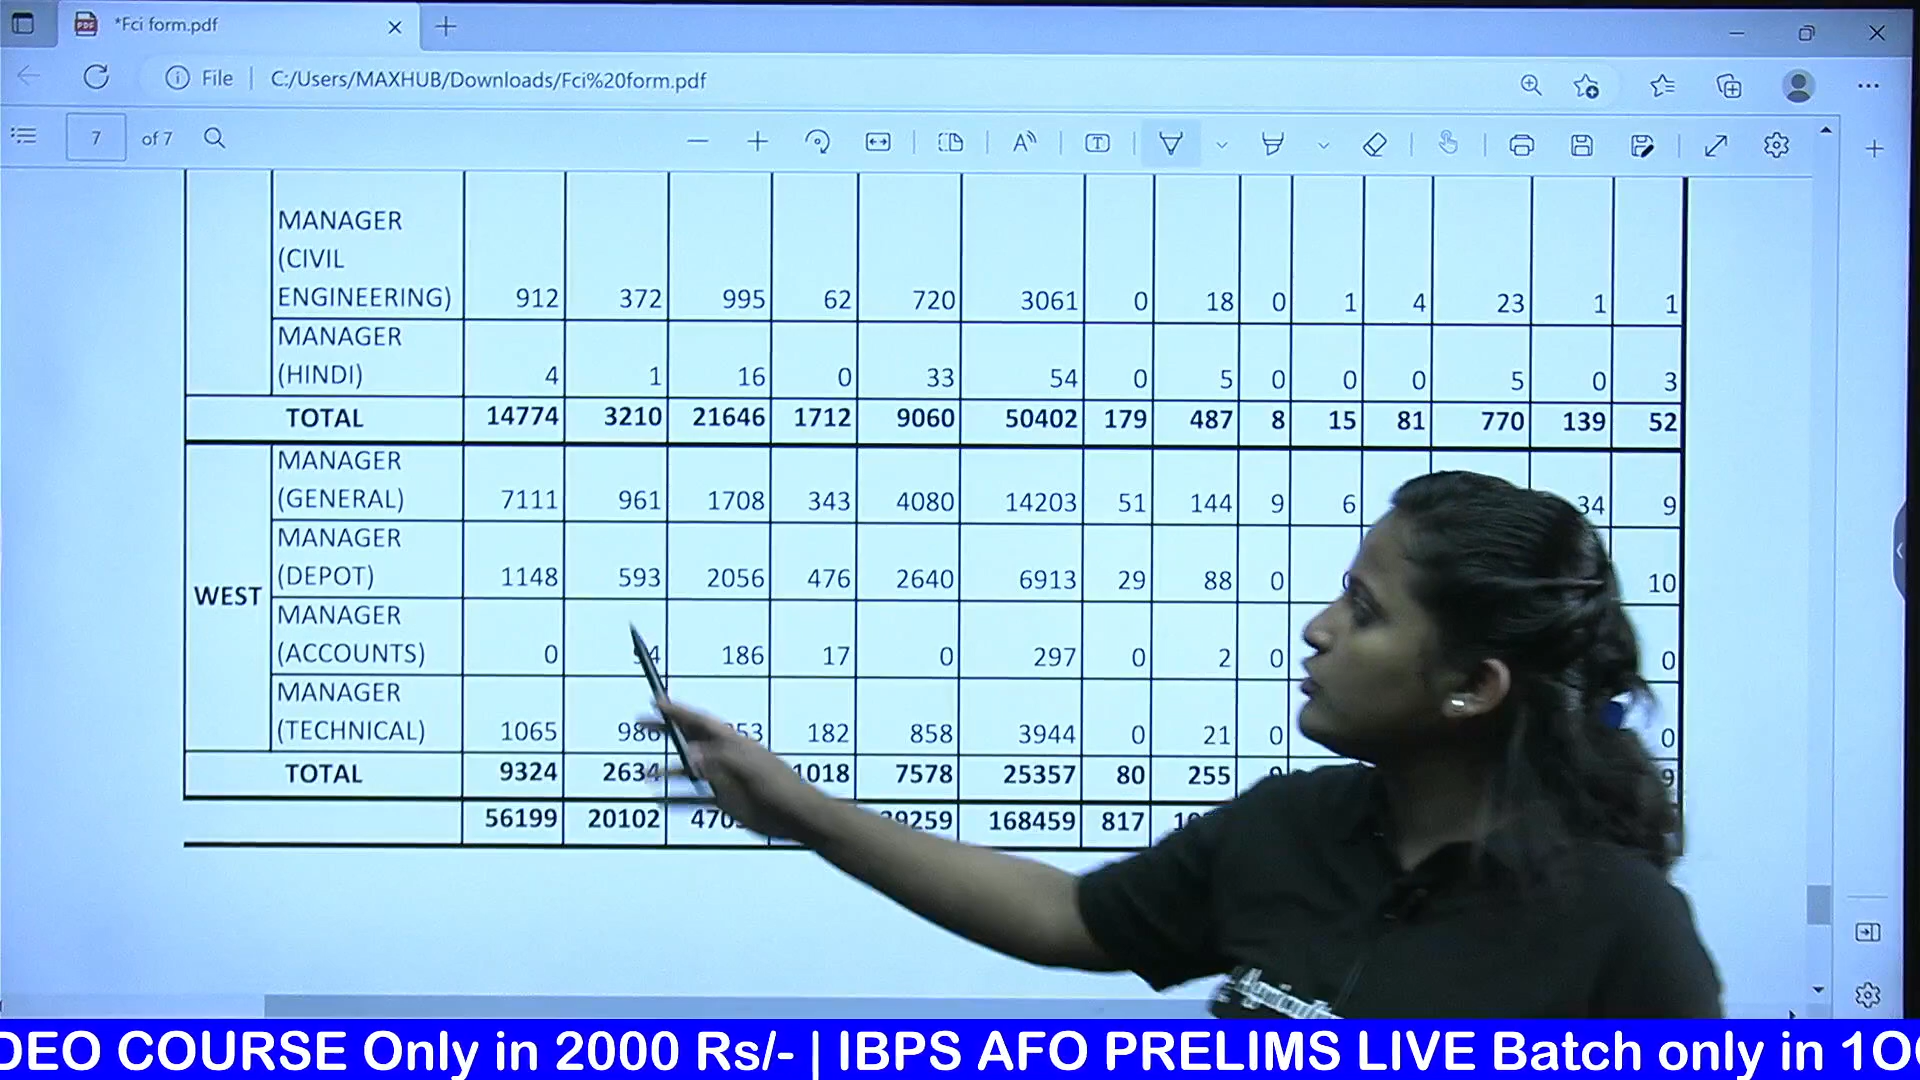 *Fci form.pdf
File C:/Users/MAXHUB/Downloads/Fci%20form.pdf
7 of 7
MANAGER
(CIVIL
ENGINEERING) 912 372 995 62 720 3061 0 18 0 1 4 23 1 1
MANAGER
(HINDI) 4 1 16 0 33 54 0 5 0 0 0 5 0 3
TOTAL 14774 3210 21646 1712 9060 50402 179 487 8 15 81 770 139 52
WEST
MANAGER
(GENERAL) 7111 961 1708 343 4080 14203 51 144 9 6 34 9
MANAGER
(DEPOT) 1148 593 2056 476 2640 6913 29 88 0 10
MANAGER
(ACCOUNTS) 0 94 186 17 0 297 0 2 0 0
MANAGER
(TECHNICAL) 1065 986 182 858 3944 0 21 0 0
TOTAL 9324 2634 1018 7578 25357 80 255
56199 20102 168459 817
DEO COURSE Only in 2000 Rs/- | IBPS AFO PRELIMS LIVE Batch only in 1O